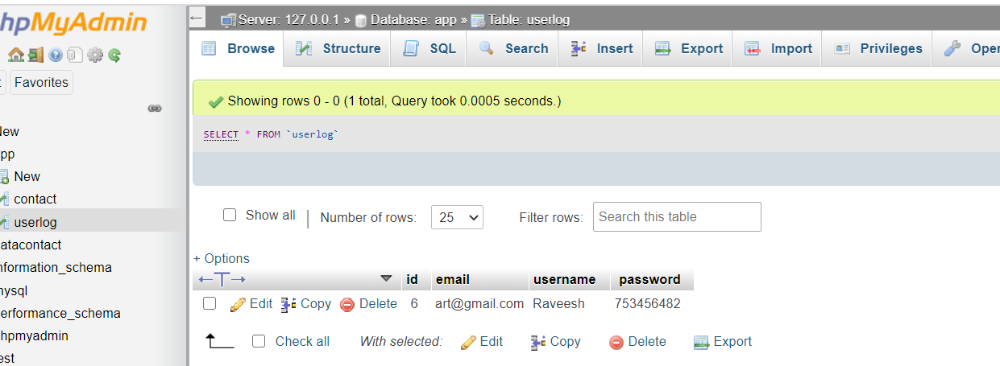 hpMyAdmin
Server: 127.0.0.1 » Database: app » Table: userlog
Browse Structure SQL Search Insert Export Import Privileges Oper
Favorites
Showing rows 0 - 0 (1 total, Query took 0.0005 seconds.)
SELECT * FROM `userlog`
ew
pp
New
contact
userlog
atacontact
nformation_schema
nysql
erformance_schema
hpmyadmin
est
Show all | Number of rows: 25 Filter rows: Search this table
+ Options
←T→ id email username password
Edit Copy Delete 6 art@gmail.com Raveesh 753456482
Check all With selected: Edit Copy Delete Export